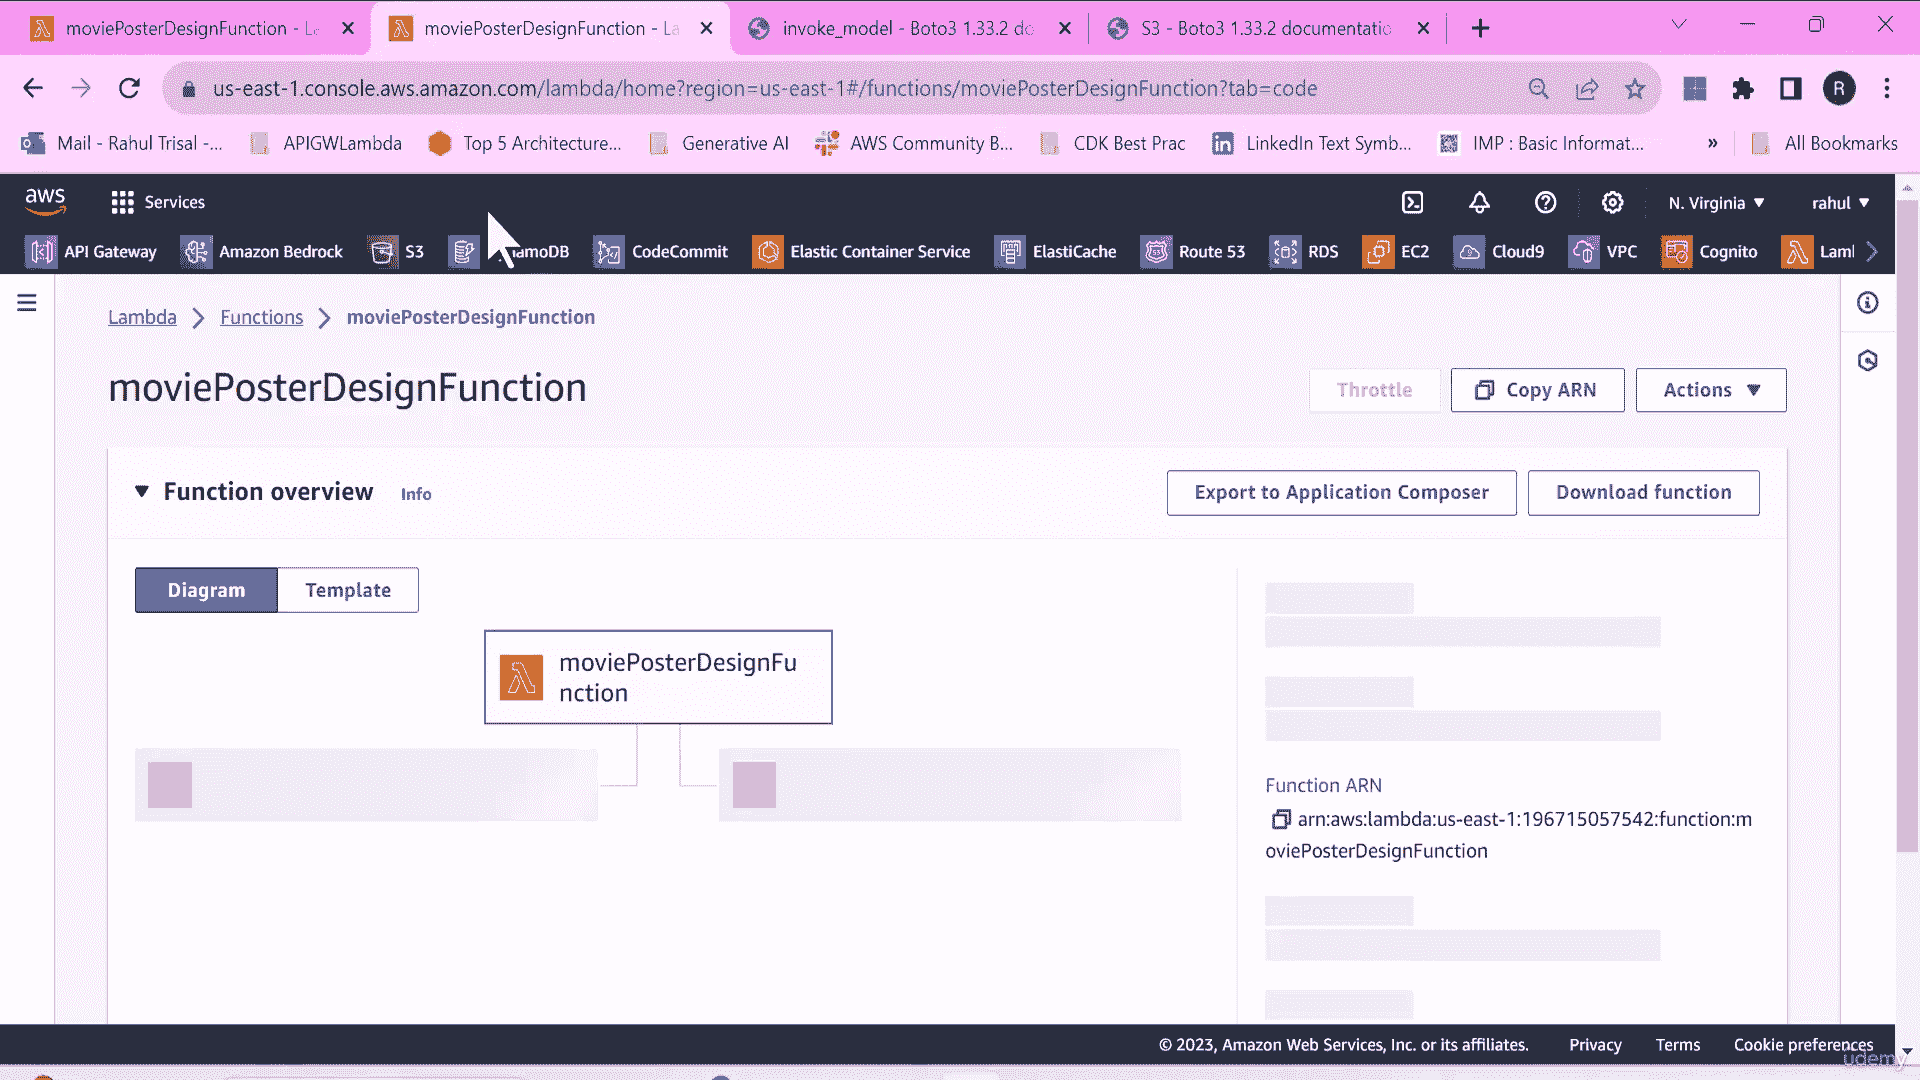 moviePosterDesignFunction - La
moviePosterDesignFunction - La
invoke_model - Boto3 1.33.2 do
S3 - Boto3 1.33.2 documentatio
us-east-1.console.aws.amazon.com/lambda/home?region=us-east-1#/functions/moviePosterDesignFunction?tab=code
R
Mail - Rahul Trisal -...
APIGWLambda
Top 5 Architecture...
Generative AI
AWS Community B...
CDK Best Prac
LinkedIn Text Symb...
IMP : Basic Informat...
»
All Bookmarks
aws
Services
N. Virginia
rahul
API Gateway
Amazon Bedrock
S3
amoDB
CodeCommit
Elastic Container Service
ElastiCache
Route 53
RDS
EC2
Cloud9
VPC
Cognito
Lam
Lambda
Functions
moviePosterDesignFunction
moviePosterDesignFunction
Throttle
Copy ARN
Actions
Function overview
Info
Export to Application Composer
Download function
Diagram
Template
moviePosterDesignFu
nction
Function ARN
arn:aws:lambda:us-east-1:196715057542:function:m
oviePosterDesignFunction
© 2023, Amazon Web Services, Inc. or its affiliates.
Privacy
Terms
Cookie preferences
udemy